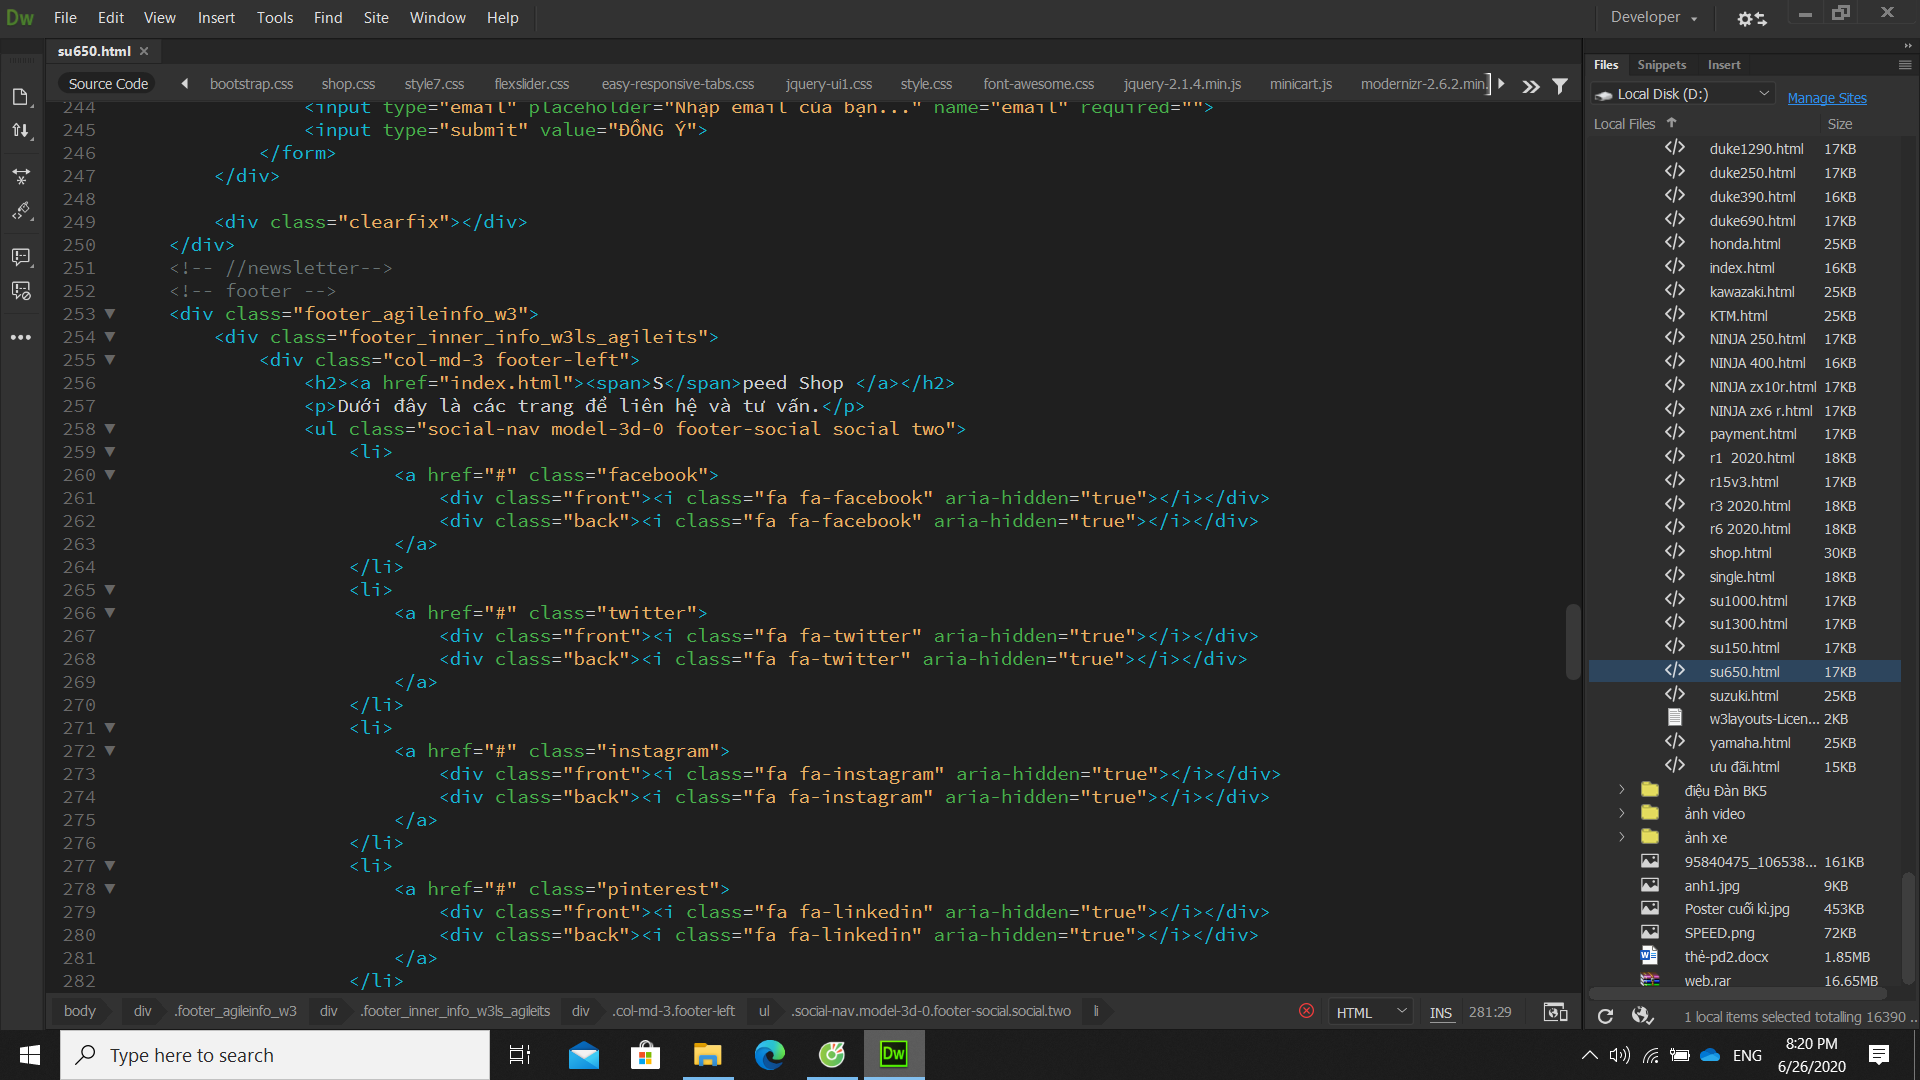 Dw File Edit View Insert Tools Find Site Window Help Developer
su650.html
Source Code bootstrap.css shop.css style7.css flexslider.css easy-responsive-tabs.css jquery-ui1.css style.css font-awesome.css jquery-2.1.4.min.js minicart.js modernizr-2.6.2.min.
244 <input type="email" placeholder="Nhập email của bạn..." name="email" required="">
245 <input type="submit" value="ĐỒNG Ý">
246 </form>
247 </div>
248
249 <div class="clearfix"></div>
250 </div>
251 <!-- //newsletter-->
252 <!-- footer -->
253 <div class="footer_agileinfo_w3">
254 <div class="footer_inner_info_w3ls_agileits">
255 <div class="col-md-3 footer-left">
256 <h2><a href="index.html"><span>S</span>peed Shop </a></h2>
257 <p>Dưới đây là các trang để liên hệ và tư vấn.</p>
258 <ul class="social-nav model-3d-0 footer-social social two">
259 <li>
260 <a href="#" class="facebook">
261 <div class="front"><i class="fa fa-facebook" aria-hidden="true"></i></div>
262 <div class="back"><i class="fa fa-facebook" aria-hidden="true"></i></div>
263 </a>
264 </li>
265 <li>
266 <a href="#" class="twitter">
267 <div class="front"><i class="fa fa-twitter" aria-hidden="true"></i></div>
268 <div class="back"><i class="fa fa-twitter" aria-hidden="true"></i></div>
269 </a>
270 </li>
271 <li>
272 <a href="#" class="instagram">
273 <div class="front"><i class="fa fa-instagram" aria-hidden="true"></i></div>
274 <div class="back"><i class="fa fa-instagram" aria-hidden="true"></i></div>
275 </a>
276 </li>
277 <li>
278 <a href="#" class="pinterest">
279 <div class="front"><i class="fa fa-linkedin" aria-hidden="true"></i></div>
280 <div class="back"><i class="fa fa-linkedin" aria-hidden="true"></i></div>
281 </a>
282 </li>
body div .footer_agileinfo_w3 div .footer_inner_info_w3ls_agileits div .col-md-3.footer-left ul .social-nav.model-3d-0.footer-social.social.two li HTML INS 281:29
Files Snippets Insert
Local Disk (D:) Manage Sites
Local Files Size
duke1290.html 17KB
duke250.html 17KB
duke390.html 16KB
duke690.html 17KB
honda.html 25KB
index.html 16KB
kawazaki.html 25KB
KTM.html 25KB
NINJA 250.html 17KB
NINJA 400.html 16KB
NINJA zx10r.html 17KB
NINJA zx6 r.html 17KB
payment.html 17KB
r1 2020.html 18KB
r15v3.html 17KB
r3 2020.html 18KB
r6 2020.html 18KB
shop.html 30KB
single.html 18KB
su1000.html 17KB
su1300.html 17KB
su150.html 17KB
su650.html 17KB
suzuki.html 25KB
w3layouts-Licen... 2KB
yamaha.html 25KB
ưu đãi.html 15KB
điệu Đàn BK5
ảnh video
ảnh xe
95840475_106538... 161KB
anh1.jpg 9KB
Poster cuối kì.jpg 453KB
SPEED.png 72KB
thẻ-pd2.docx 1.85MB
web.rar 16.65MB
1 local items selected totalling 16390 ..
Type here to search
Dw
ENG
8:20 PM
6/26/2020